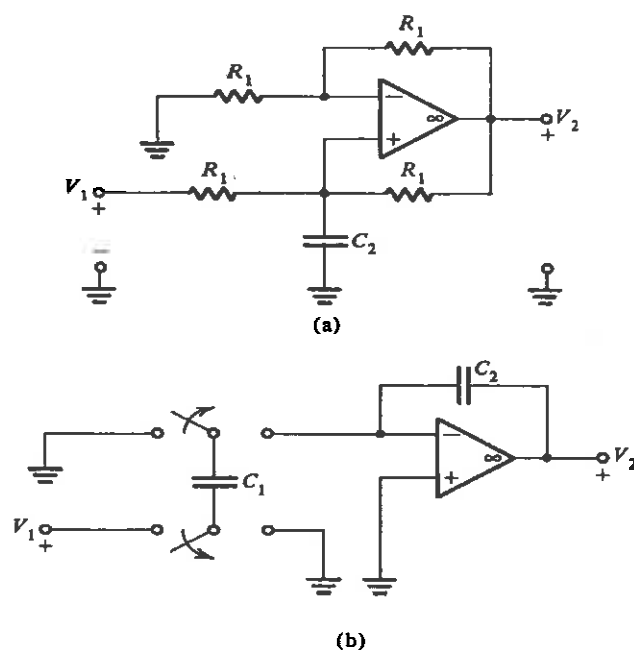 R₁
R₁
−
∞
V₂
+
+
V₁
R₁
R₁
+
C₂
(a)
C₂
−
C₁
∞
V₂
+
+
V₁
+
(b)